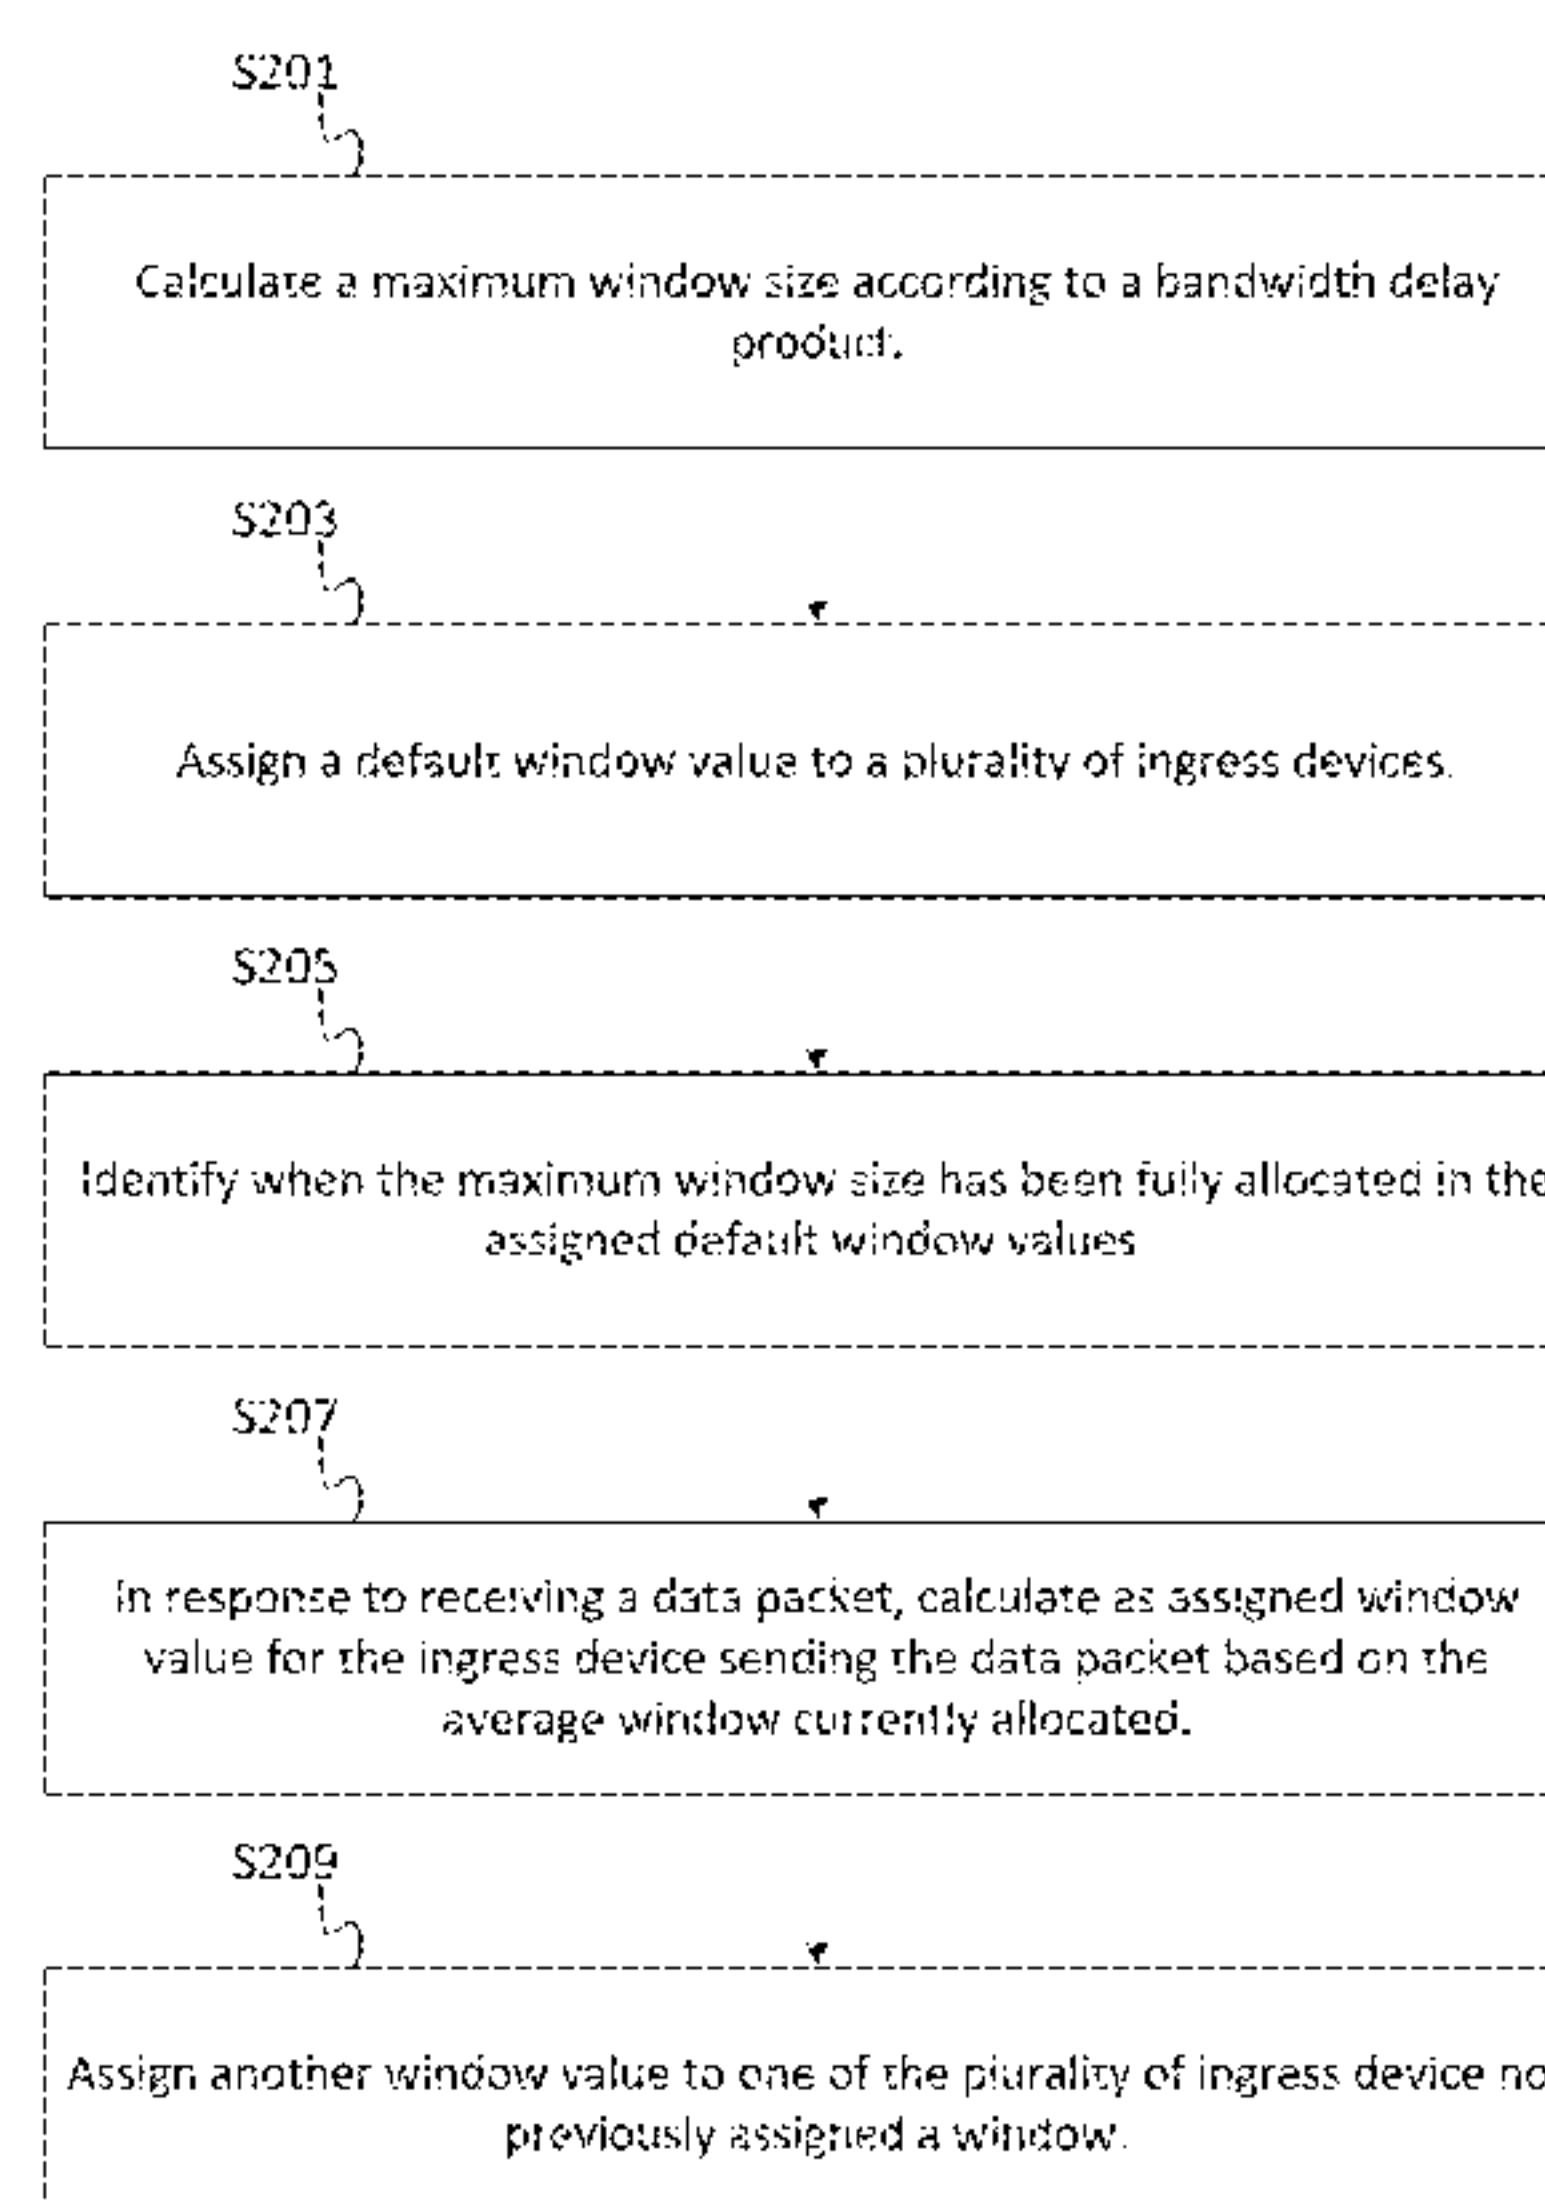 S201
Calculate a maximum window size according to a bandwidth delay
product.
S203
Assign a default window value to a plurality of ingress devices.
S205
Identify when the maximum window size has been fully allocated in the
assigned default window values
S207
In response to receiving a data packet, calculate as assigned window
value for the ingress device sending the data packet based on the
average window currently allocated.
S209
Assign another window value to one of the plurality of ingress device no
previously assigned a window.